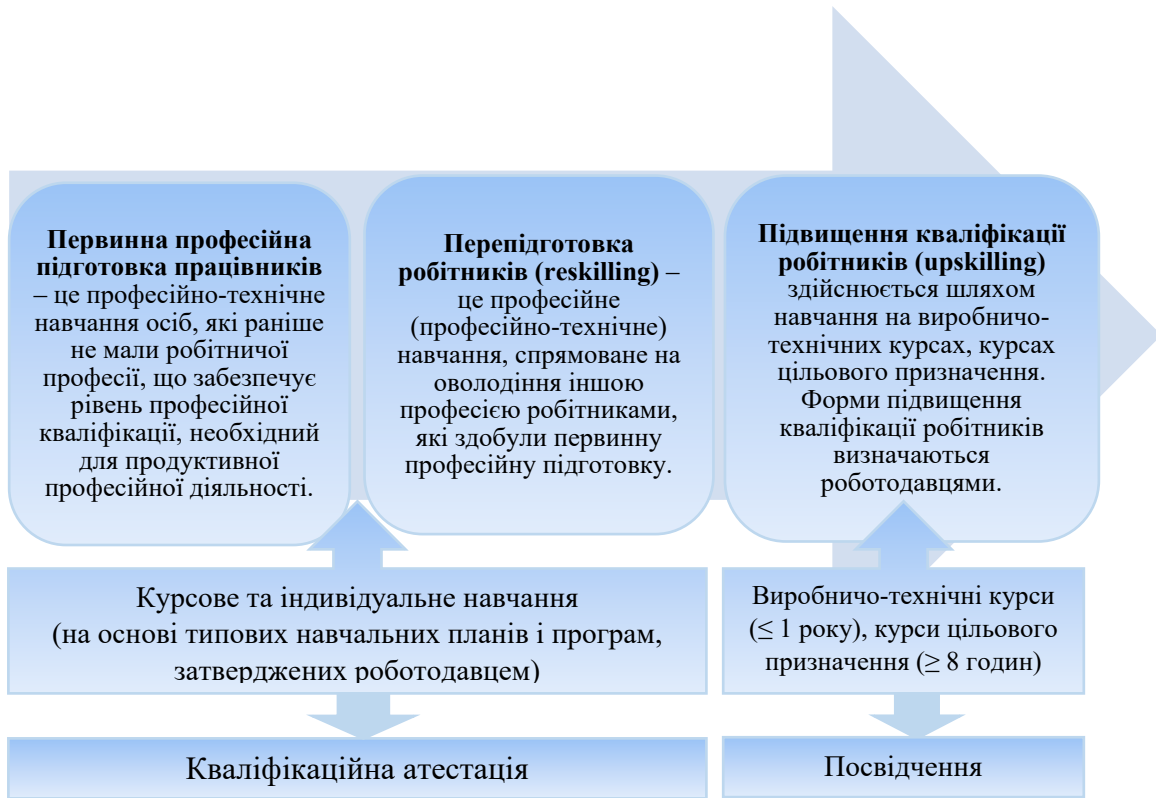 Первинна професійна
підготовка працівників
– це професійно-технічне
навчання осіб, які раніше
не мали робітничої
професії, що забезпечує
рівень професійної
кваліфікації, необхідний
для продуктивної
професійної діяльності.
Перепідготовка
робітників (reskilling) –
це професійне
(професійно-технічне)
навчання, спрямоване на
оволодіння іншою
професією робітниками,
які здобули первинну
професійну підготовку.
Підвищення кваліфікації
робітників (upskilling)
здійснюється шляхом
навчання на виробничо-
технічних курсах, курсах
цільового призначення.
Форми підвищення
кваліфікації робітників
визначаються
роботодавцями.
Курсове та індивідуальне навчання
(на основі типових навчальних планів і програм,
затверджених роботодавцем)
Виробничо-технічні курси
(≤ 1 року), курси цільового
призначення (≥ 8 годин)
Кваліфікаційна атестація
Посвідчення